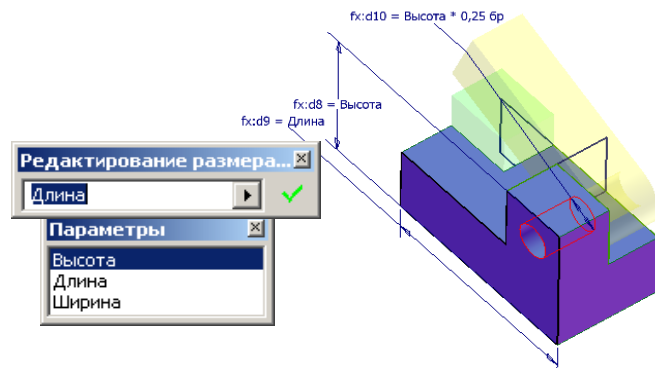 fx:d10 = Высота * 0,25 бр
fx:d8 = Высота
fx:d9 = Длина
Редактирование размера...
Длина
Параметры
Высота
Длина
Ширина